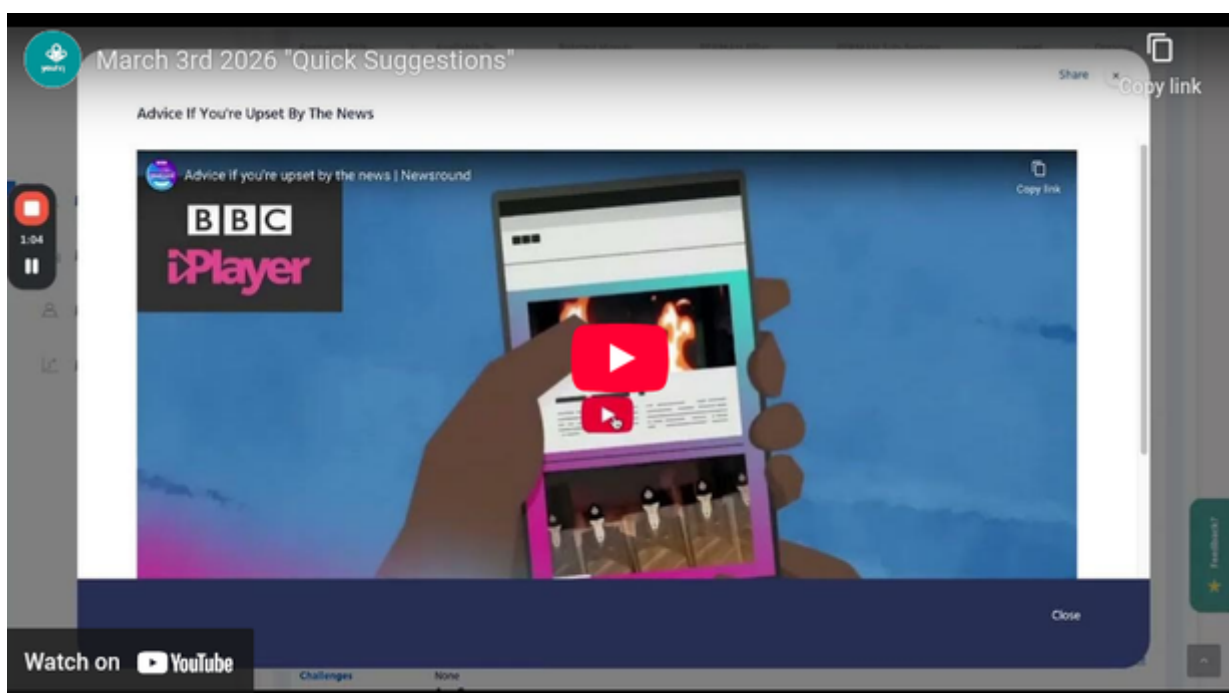 March 3rd 2026 "Quick Suggestions"
Copy link
Share ×
Advice If You're Upset By The News
Advice if you're upset by the news | Newsround
Copy link
BBC
iPlayer
1:04
Feedback?
Close
Watch on YouTube
Challenges None